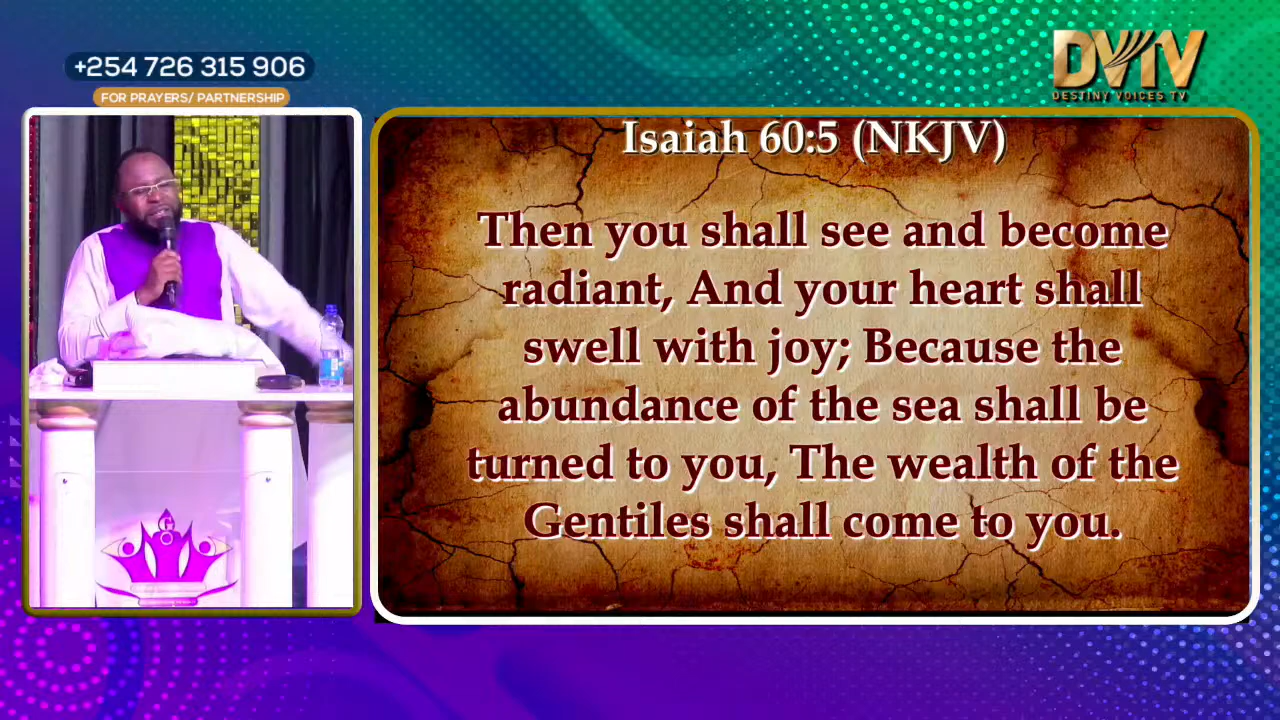 +254 726 315 906
FOR PRAYERS/ PARTNERSHIP
DVTV
DESTINY VOICES TV
Isaiah 60:5 (NKJV)
Then you shall see and become
radiant, And your heart shall
swell with joy; Because the
abundance of the sea shall be
turned to you, The wealth of the
Gentiles shall come to you.